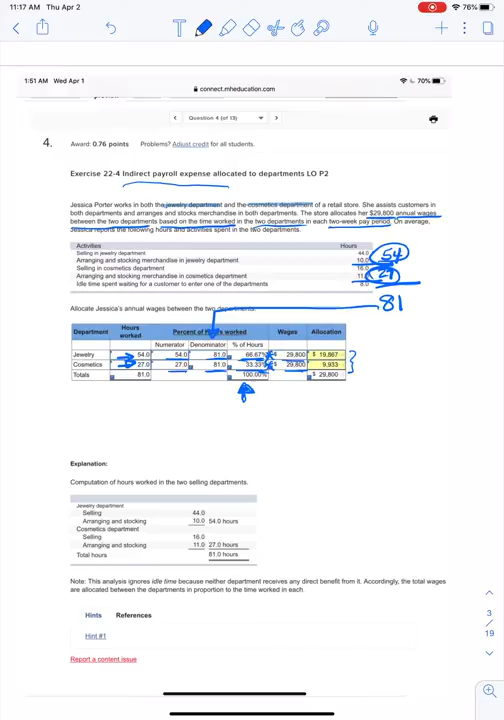 11:17 AM Thu Apr 2
76%
1:51 AM Wed Apr 1
70%
connect.mheducation.com
Question 4 (of 13)
4.
Award: 0.76 points Problems? Adjust credit for all students.
Exercise 22-4 Indirect payroll expense allocated to departments LO P2
Jessica Porter works in both the jewelry department and the cosmetics department of a retail store. She assists customers in
both departments and arranges and stocks merchandise in both departments. The store allocates her $29,800 annual wages
between the two departments based on the time worked in the two departments in each two-week pay period. On average,
Jessica reports the following hours and activities spent in the two departments.
Activities Hours
Selling in jewelry department 44.0
Arranging and stocking merchandise in jewelry department 10.0 54
Selling in cosmetics department 16.0
Arranging and stocking merchandise in cosmetics department 11.0 27
Idle time spent waiting for a customer to enter one of the departments 8.0
81
Allocate Jessica's annual wages between the two departments.
Department Hours worked Percent of Hours worked Wages Allocation
Numerator Denominator % of Hours
Jewelry 54.0 54.0 81.0 66.67% x $ 29,800 $ 19,867
Cosmetics 27.0 27.0 81.0 33.33% x $ 29,800 9,933
Totals 81.0 100.00% $ 29,800
Explanation:
Computation of hours worked in the two selling departments.
Jewelry department
Selling 44.0
Arranging and stocking 10.0 54.0 hours
Cosmetics department
Selling 16.0
Arranging and stocking 11.0 27.0 hours
Total hours 81.0 hours
Note: This analysis ignores idle time because neither department receives any direct benefit from it. Accordingly, the total wages
are allocated between the departments in proportion to the time worked in each.
Hints References
Hint #1
Report a content issue
3
/
19